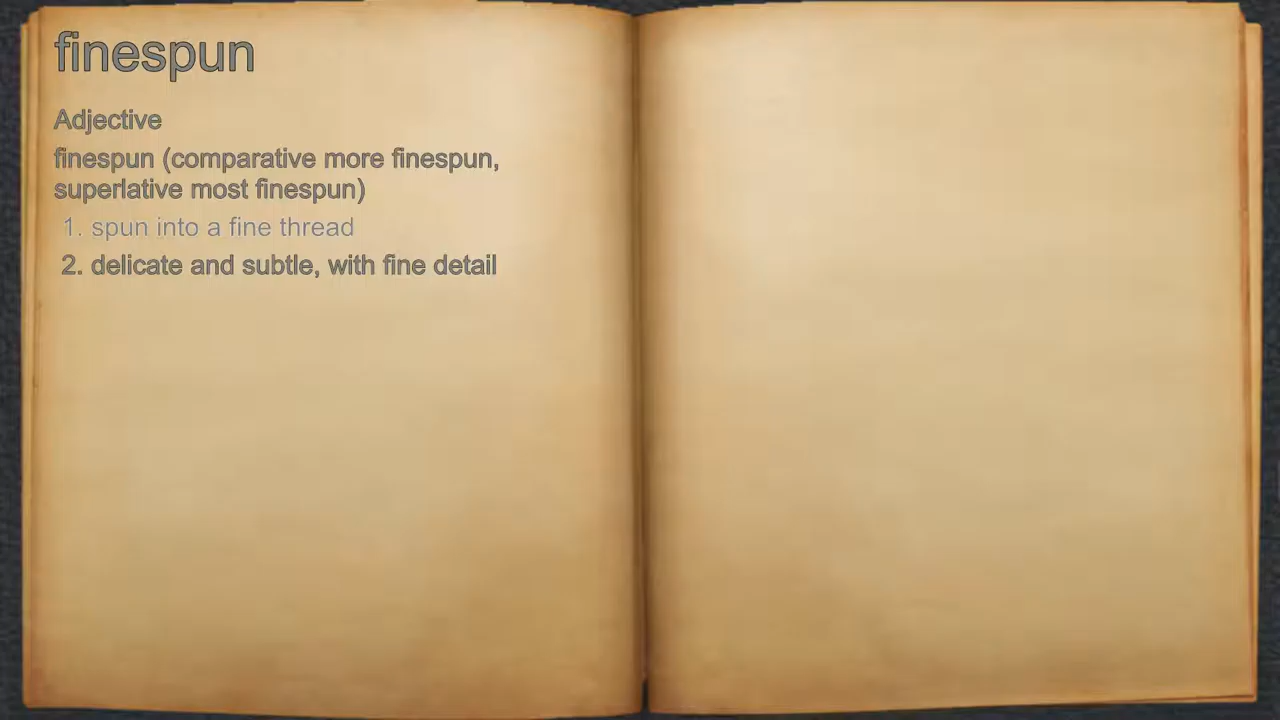 finespun
Adjective
finespun (comparative more finespun,
superlative most finespun)
1. spun into a fine thread
2. delicate and subtle, with fine detail